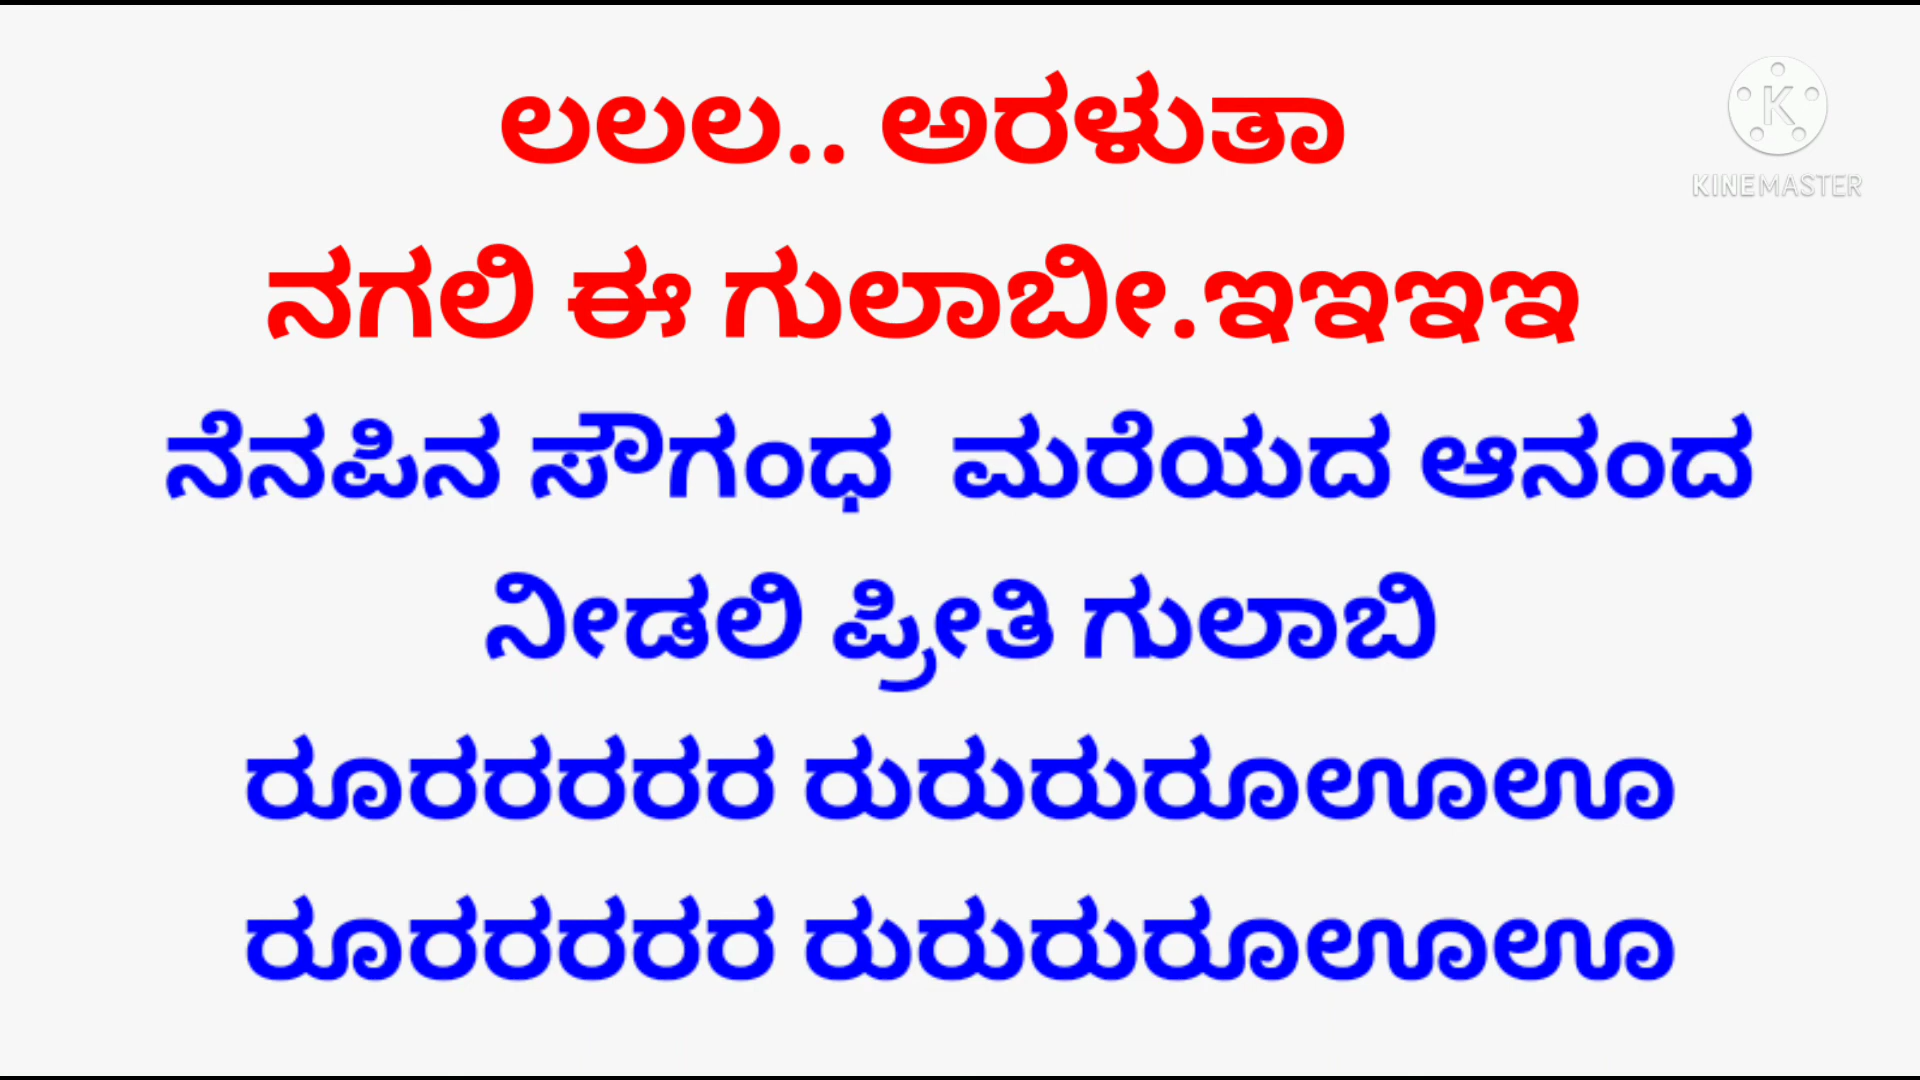 ಲಲಲ.. ಅರಳುತಾ
K
KINEMASTER
ನಗಲಿ ಈ ಗುಲಾಬೀ.ಇಇಇಇ
ನೆನಪಿನ ಸೌಗಂಧ  ಮರೆಯದ ಆನಂದ
ನೀಡಲಿ ಪ್ರೀತಿ ಗುಲಾಬಿ
ರೂರರರರರ ರುರುರುರೂಊಊ
ರೂರರರರರ ರುರುರುರೂಊಊ